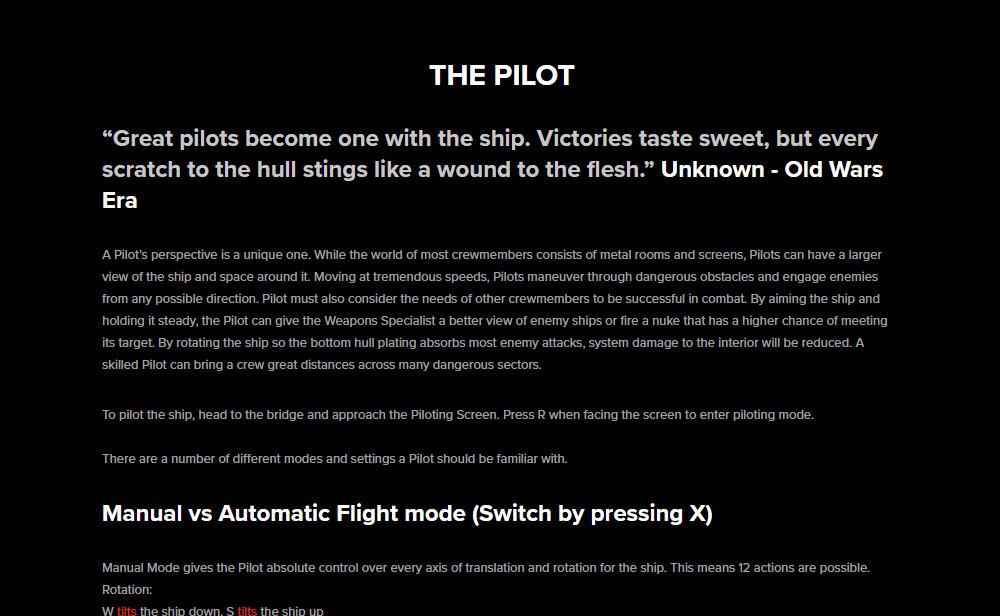 THE PILOT
“Great pilots become one with the ship. Victories taste sweet, but every
scratch to the hull stings like a wound to the flesh.” Unknown - Old Wars
Era
A Pilot’s perspective is a unique one. While the world of most crewmembers consists of metal rooms and screens, Pilots can have a larger
view of the ship and space around it. Moving at tremendous speeds, Pilots maneuver through dangerous obstacles and engage enemies
from any possible direction. Pilot must also consider the needs of other crewmembers to be successful in combat. By aiming the ship and
holding it steady, the Pilot can give the Weapons Specialist a better view of enemy ships or fire a nuke that has a higher chance of meeting
its target. By rotating the ship so the bottom hull plating absorbs most enemy attacks, system damage to the interior will be reduced. A
skilled Pilot can bring a crew great distances across many dangerous sectors.
To pilot the ship, head to the bridge and approach the Piloting Screen. Press R when facing the screen to enter piloting mode.
There are a number of different modes and settings a Pilot should be familiar with.
Manual vs Automatic Flight mode (Switch by pressing X)
Manual Mode gives the Pilot absolute control over every axis of translation and rotation for the ship. This means 12 actions are possible.
Rotation:
W tilts the ship down, S tilts the ship up